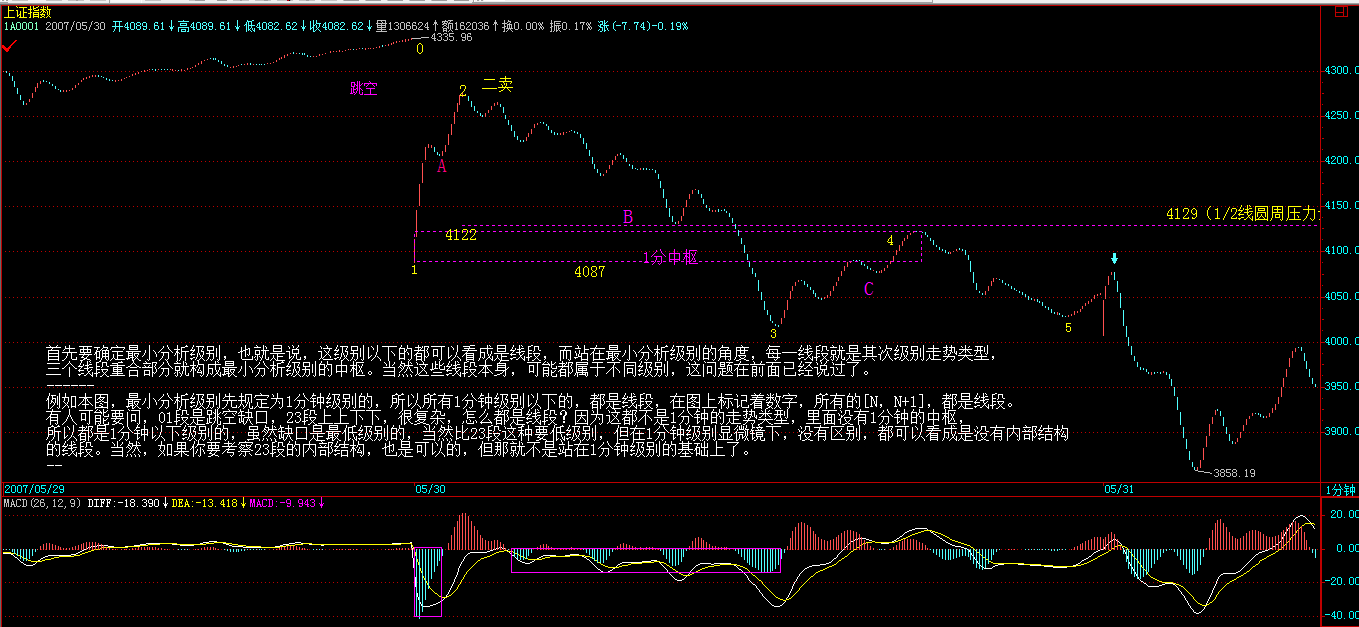 上证指数
1A0001 2007/05/30 开4089.61↓高4089.61↓低4082.62↓收4082.62↓量1306624↑额162036↑换0.00% 振0.17% 涨(-7.74)-0.19%
4335.96
0
4300.0
跳空
2
二卖
4250.0
A
4200.0
B
4150.0
4129（1/2线圆周压力
4122
4
4100.0
1分中枢
1
4087
C
4050.0
3
5
4000.0
首先要确定最小分析级别，也就是说，这级别以下的都可以看成是线段，而站在最小分析级别的角度，每一线段就是其次级别走势类型，
三个线段重合部分就构成最小分析级别的中枢。当然这些线段本身，可能都属于不同级别，这问题在前面已经说过了。
------
3950.0
例如本图，最小分析级别先规定为1分钟级别的，所以所有1分钟级别以下的，都是线段，在图上标记着数字，所有的[N, N+1]，都是线段。
有人可能要问，01段是跳空缺口，23段上上下下，很复杂，怎么都是线段？因为这都不是1分钟的走势类型，里面没有1分钟的中枢，
所以都是1分钟以下级别的，虽然缺口是最低级别的，当然比23段这种要低级别，但在1分钟级别显微镜下，没有区别，都可以看成是没有内部结构
3900.0
的线段。当然，如果你要考察23段的内部结构，也是可以的，但那就不是站在1分钟级别的基础上了。
--
3858.19
2007/05/29
05/30
05/31
1分钟
MACD(26,12,9) DIFF:-18.390↓DEA:-13.418↓MACD:-9.943↓
20.00
0.00
-20.00
-40.00